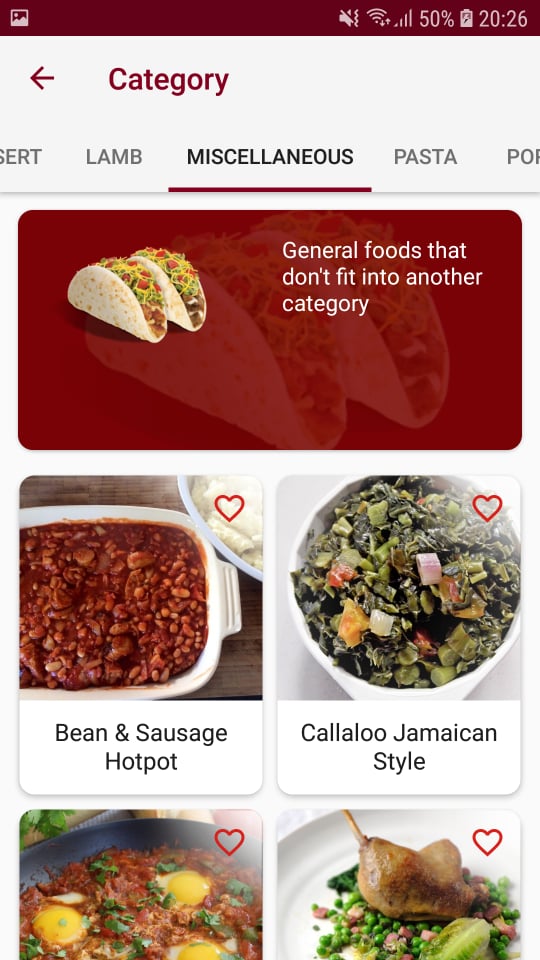 50% 20:26
Category
SERT LAMB MISCELLANEOUS PASTA POR
General foods that
don't fit into another
category
Bean & Sausage
Hotpot
Callaloo Jamaican
Style